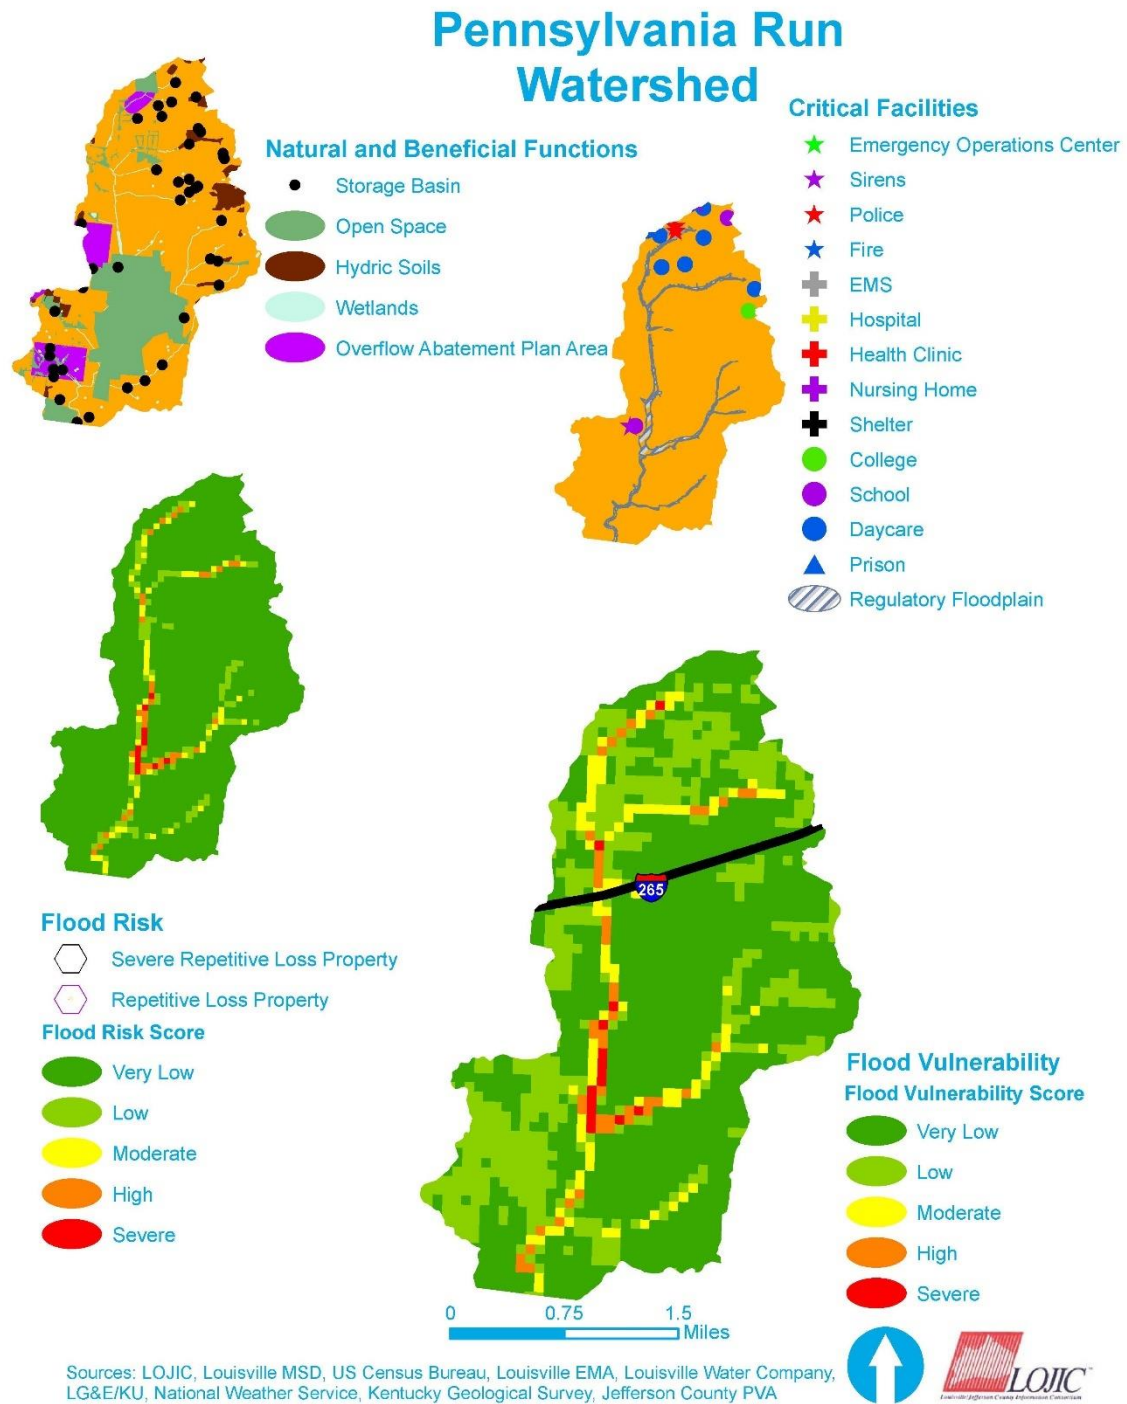 Pennsylvania Run
Watershed
Natural and Beneficial Functions
Storage Basin
Open Space
Hydric Soils
Wetlands
Overflow Abatement Plan Area
Critical Facilities
Emergency Operations Center
Sirens
Police
Fire
EMS
Hospital
Health Clinic
Nursing Home
Shelter
College
School
Daycare
Prison
Regulatory Floodplain
Flood Risk
Severe Repetitive Loss Property
Repetitive Loss Property
Flood Risk Score
Very Low
Low
Moderate
High
Severe
265
Flood Vulnerability
Flood Vulnerability Score
Very Low
Low
Moderate
High
Severe
0 0.75 1.5
Miles
Sources: LOJIC, Louisville MSD, US Census Bureau, Louisville EMA, Louisville Water Company,
LG&E/KU, National Weather Service, Kentucky Geological Survey, Jefferson County PVA
LOJIC
Louisville/Jefferson County Information Consortium